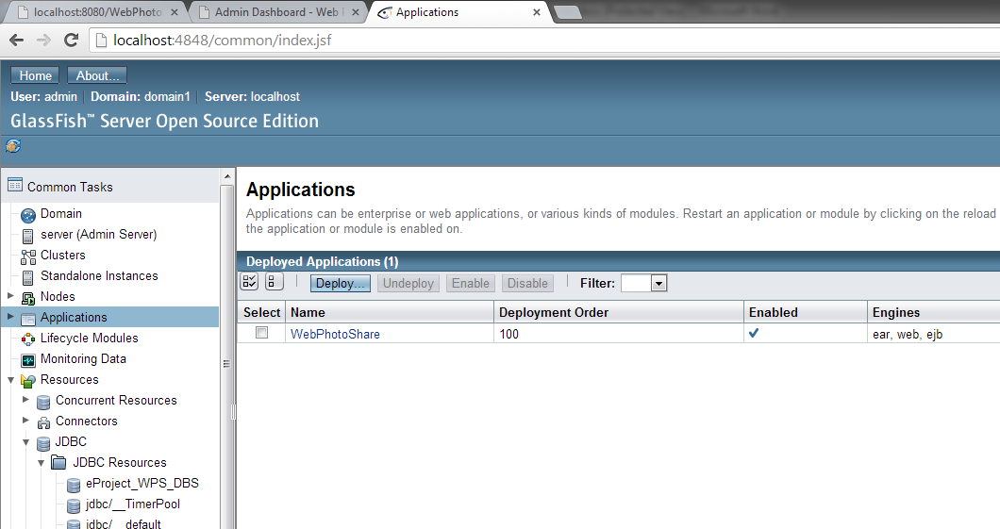 localhost:8080/WebPhoto
Admin Dashboard - Web
Applications
localhost:4848/common/index.jsf
Home About...
User: admin Domain: domain1 Server: localhost
GlassFish™ Server Open Source Edition
Common Tasks
Domain
server (Admin Server)
Clusters
Standalone Instances
Nodes
Applications
Lifecycle Modules
Monitoring Data
Resources
Concurrent Resources
Connectors
JDBC
JDBC Resources
eProject_WPS_DBS
jdbc/__TimerPool
jdbc/__default
Applications
Applications can be enterprise or web applications, or various kinds of modules. Restart an application or module by clicking on the reload
the application or module is enabled on.
Deployed Applications (1)
Deploy... Undeploy Enable Disable Filter:
Select Name Deployment Order Enabled Engines
WebPhotoShare 100 ear, web, ejb